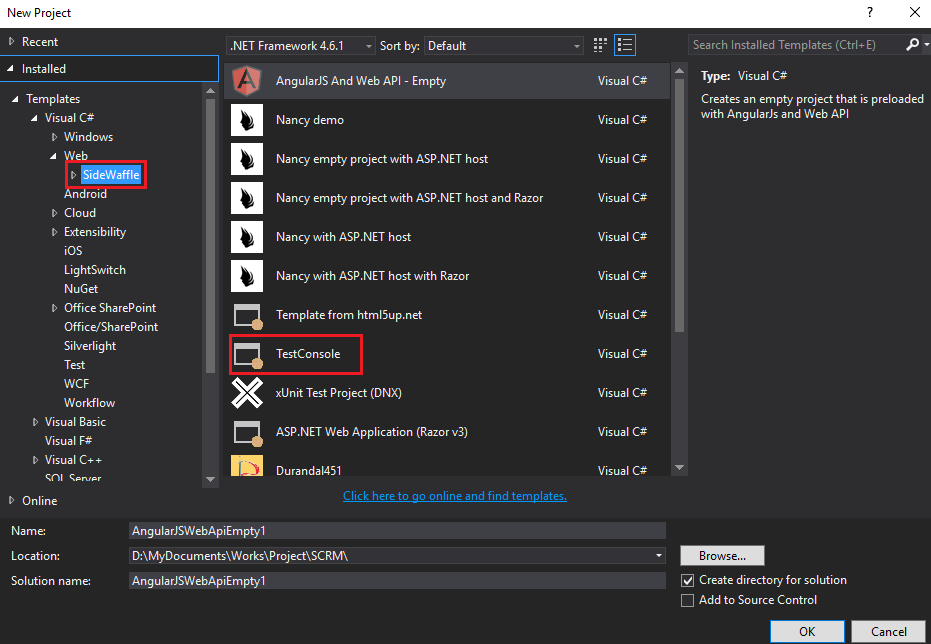 New Project
?
Recent
.NET Framework 4.6.1
Sort by: Default
Search Installed Templates (Ctrl+E)
Installed
Templates
Visual C#
Windows
Web
SideWaffle
Android
Cloud
Extensibility
iOS
LightSwitch
NuGet
Office SharePoint
Office/SharePoint
Silverlight
Test
WCF
Workflow
Visual Basic
Visual F#
Visual C++
SQL Server
Online
AngularJS And Web API - Empty Visual C#
Nancy demo Visual C#
Nancy empty project with ASP.NET host Visual C#
Nancy empty project with ASP.NET host and Razor Visual C#
Nancy with ASP.NET host Visual C#
Nancy with ASP.NET host with Razor Visual C#
Template from html5up.net Visual C#
TestConsole Visual C#
xUnit Test Project (DNX) Visual C#
ASP.NET Web Application (Razor v3) Visual C#
Durandal451 Visual C#
Click here to go online and find templates.
Type: Visual C#
Creates an empty project that is preloaded
with AngularJs and Web API
Name: AngularJSWebApiEmpty1
Location: D:\MyDocuments\Works\Project\SCRM\
Browse...
Solution name: AngularJSWebApiEmpty1
Create directory for solution
Add to Source Control
OK
Cancel